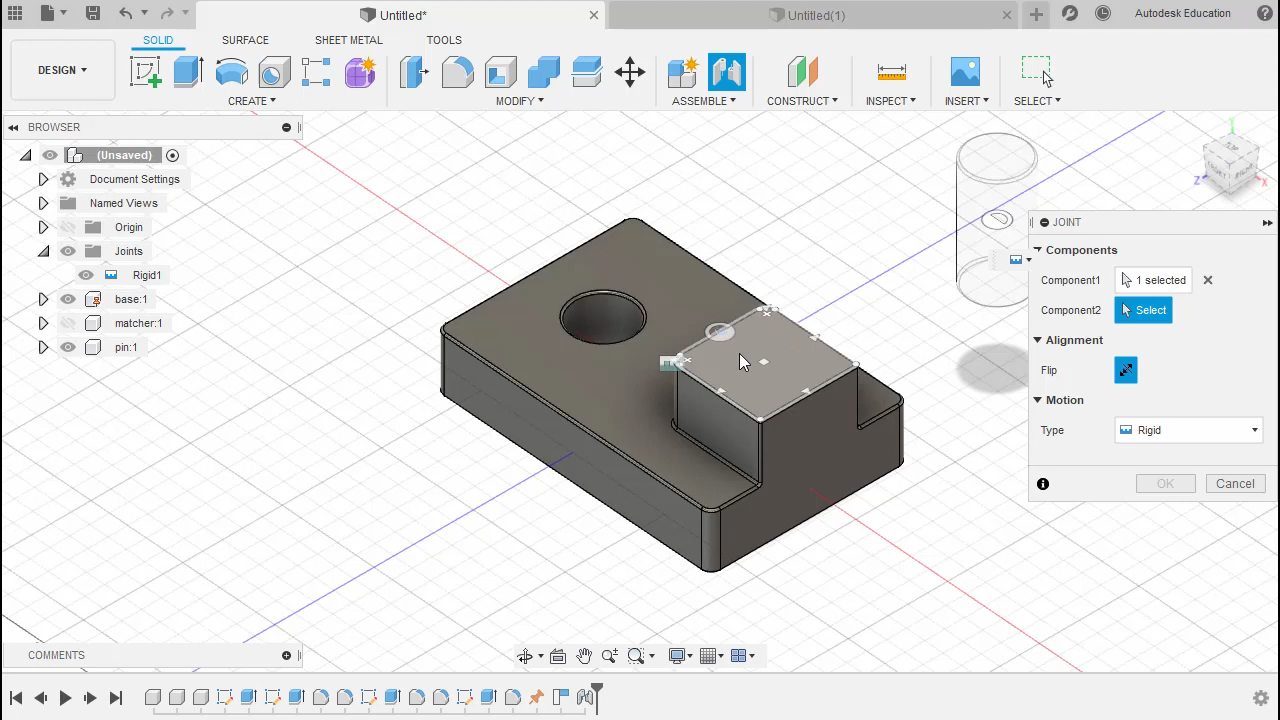 Untitled*
Untitled(1)
Autodesk Education
SOLID
SURFACE
SHEET METAL
TOOLS
DESIGN
CREATE
MODIFY
ASSEMBLE
CONSTRUCT
INSPECT
INSERT
SELECT
BROWSER
(Unsaved)
Document Settings
Named Views
Origin
Joints
Rigid1
base:1
matcher:1
pin:1
Z
X
JOINT
Components
Component1
1 selected
Component2
Select
Alignment
Flip
Motion
Type
Rigid
OK
Cancel
COMMENTS